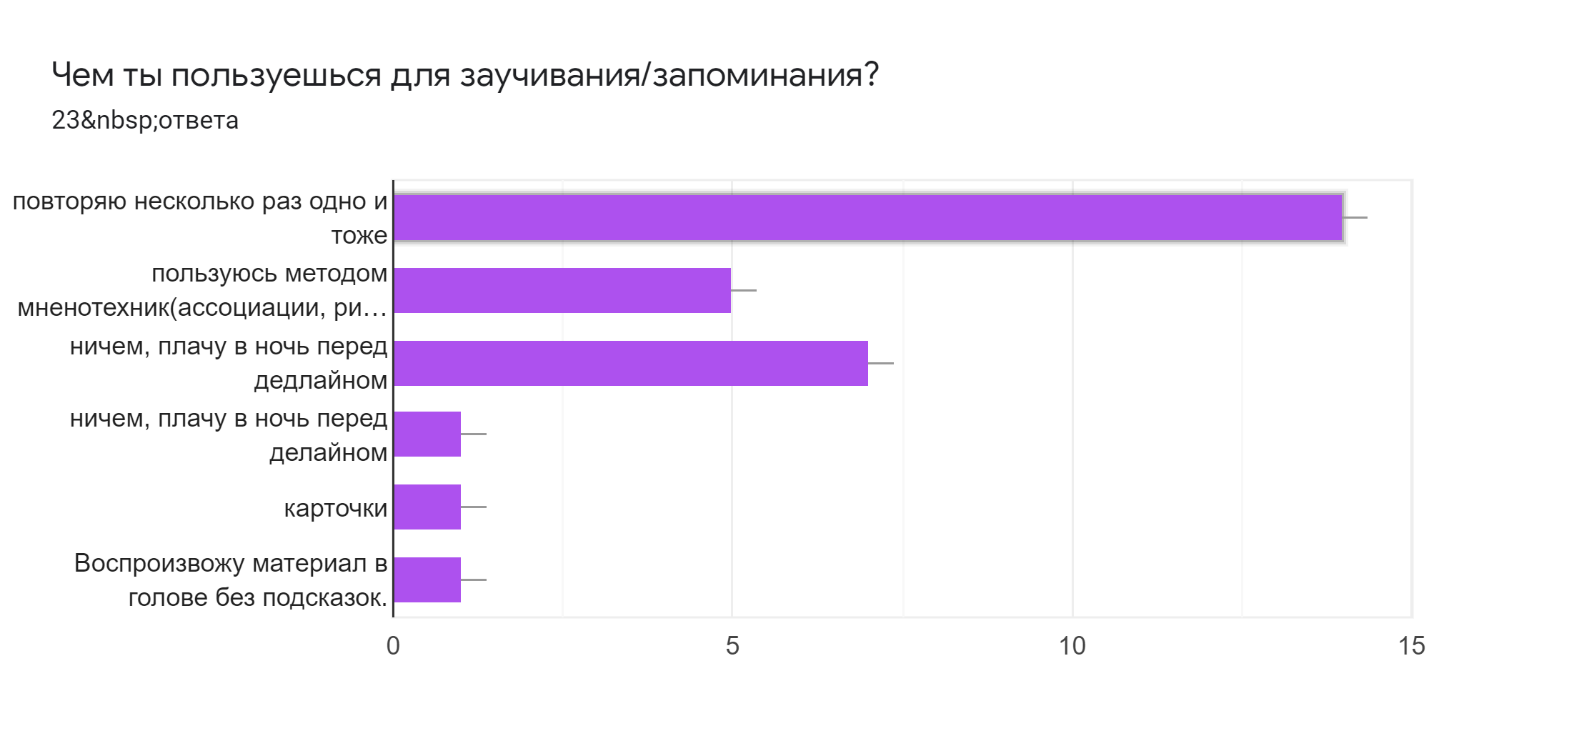 Чем ты пользуешься для заучивания/запоминания?
23&nbsp;ответа
повторяю несколько раз одно и
тоже
пользуюсь методом
мненотехник(ассоциации, ри…
ничем, плачу в ночь перед
дедлайном
ничем, плачу в ночь перед
делайном
карточки
Воспроизвожу материал в
голове без подсказок.
0 5 10 15